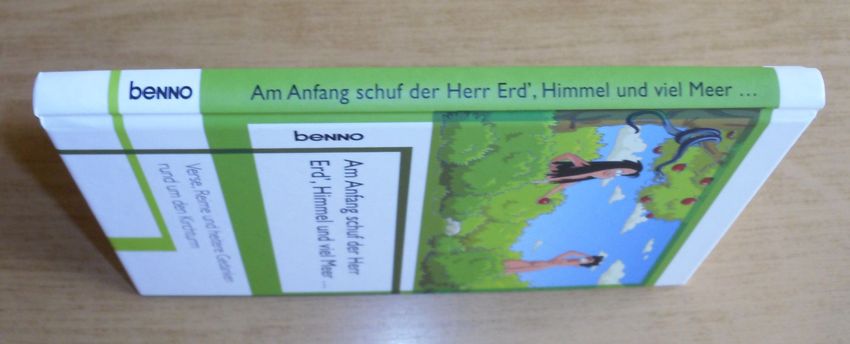 benno
Am Anfang schuf der Herr Erd’, Himmel und viel Meer ...
benno
Am Anfang schuf der Herr
Erd’, Himmel und viel Meer ...
Verse, Reime und heitere Gedanken
rund um den Kirchturm